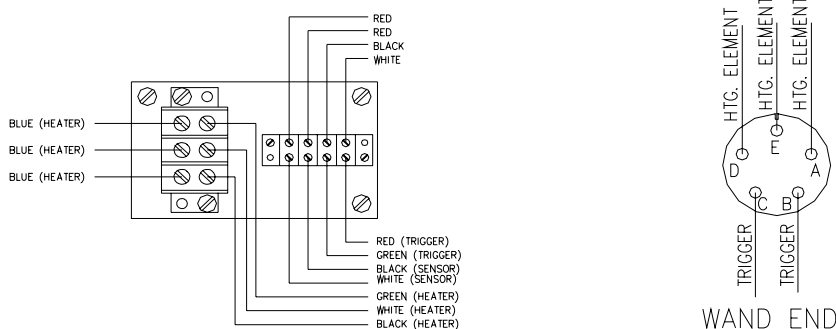 RED
RED
BLACK
WHITE
BLUE (HEATER)
BLUE (HEATER)
BLUE (HEATER)
RED (TRIGGER)
GREEN (TRIGGER)
BLACK (SENSOR)
WHITE (SENSOR)
GREEN (HEATER)
WHITE (HEATER)
BLACK (HEATER)
HTG. ELEMENT
HTG. ELEMENT
HTG. ELEMENT
E
D
A
C
B
TRIGGER
TRIGGER
WAND END